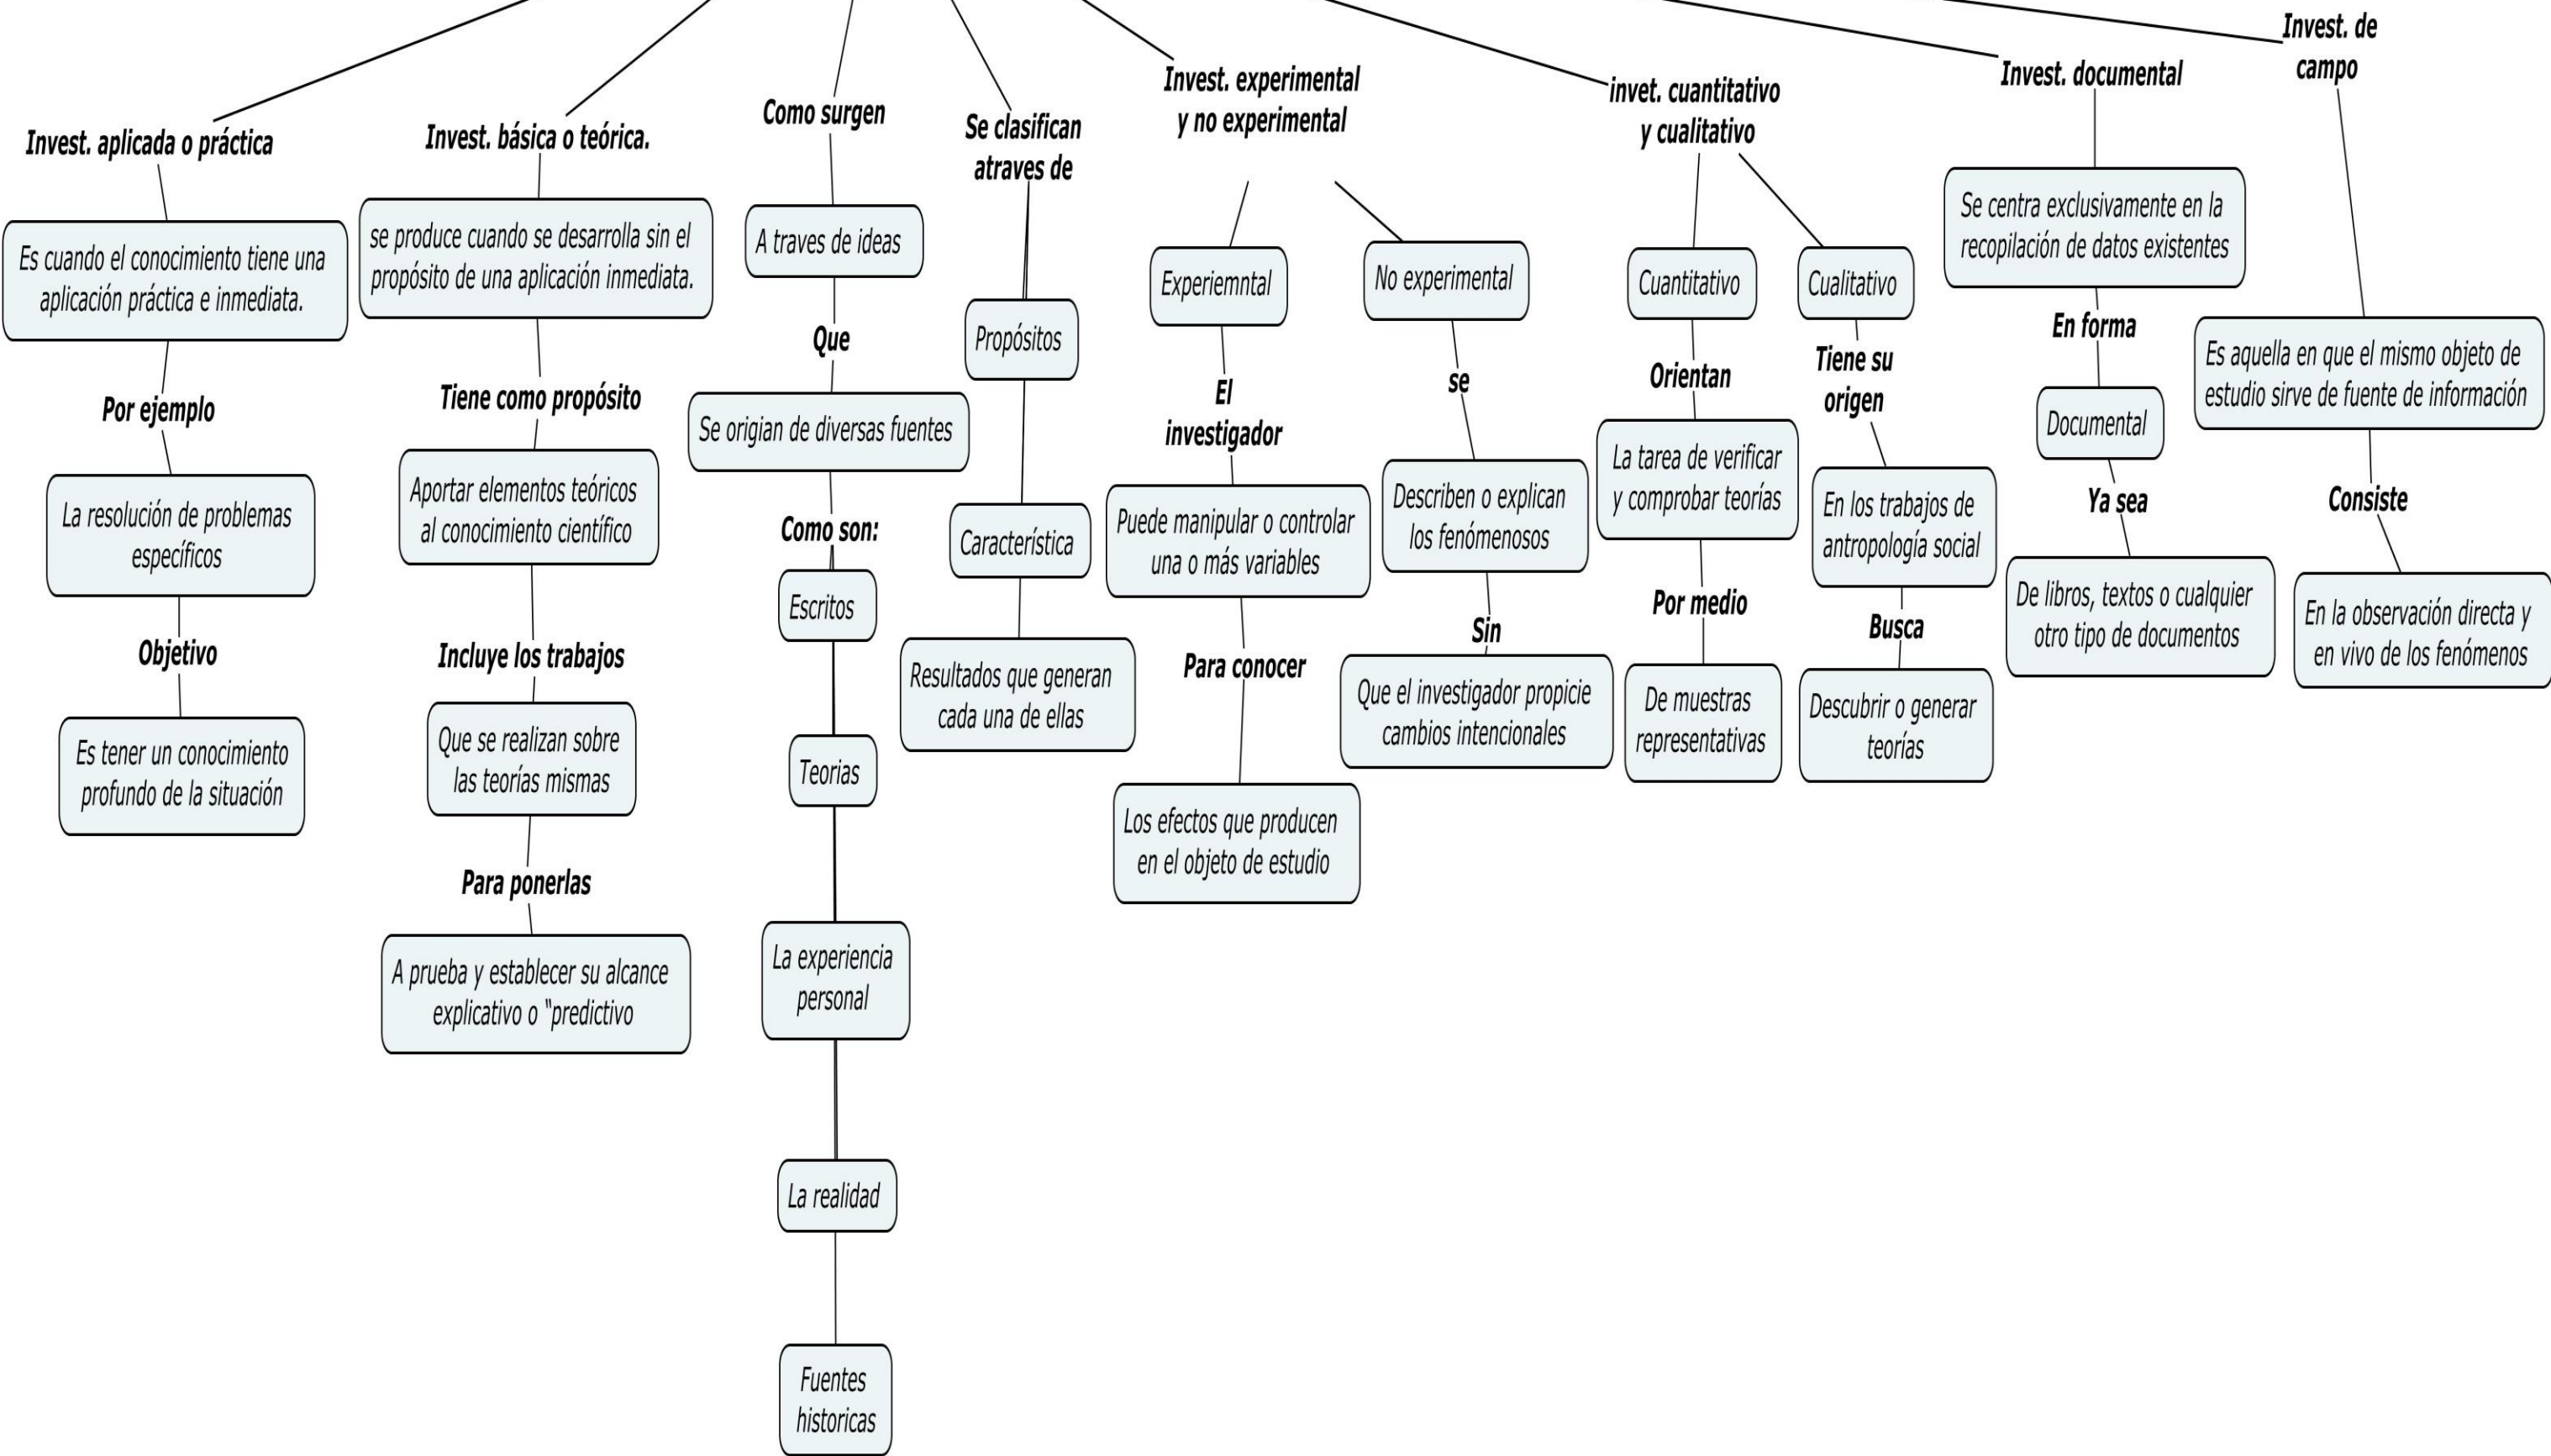 Invest. aplicada o práctica
Es cuando el conocimiento tiene una
aplicación práctica e inmediata.
Por ejemplo
La resolución de problemas
específicos
Objetivo
Es tener un conocimiento
profundo de la situación
Invest. básica o teórica.
se produce cuando se desarrolla sin el
propósito de una aplicación inmediata.
Tiene como propósito
Aportar elementos teóricos
al conocimiento científico
Incluye los trabajos
Que se realizan sobre
las teorías mismas
Para ponerlas
A prueba y establecer su alcance
explicativo o "predictivo
Como surgen
A traves de ideas
Que
Se origian de diversas fuentes
Como son:
Escritos
Teorias
La experiencia
personal
La realidad
Fuentes
historicas
Se clasifican
atraves de
Propósitos
Característica
Resultados que generan
cada una de ellas
Invest. experimental
y no experimental
Experiemntal
El
investigador
Puede manipular o controlar
una o más variables
Para conocer
Los efectos que producen
en el objeto de estudio
No experimental
se
Describen o explican
los fenómenosos
Sin
Que el investigador propicie
cambios intencionales
invet. cuantitativo
y cualitativo
Cuantitativo
Orientan
La tarea de verificar
y comprobar teorías
Por medio
De muestras
representativas
Cualitativo
Tiene su
origen
En los trabajos de
antropología social
Busca
Descubrir o generar
teorías
Invest. documental
Se centra exclusivamente en la
recopilación de datos existentes
En forma
Documental
Ya sea
De libros, textos o cualquier
otro tipo de documentos
Invest. de
campo
Es aquella en que el mismo objeto de
estudio sirve de fuente de información
Consiste
En la observación directa y
en vivo de los fenómenos